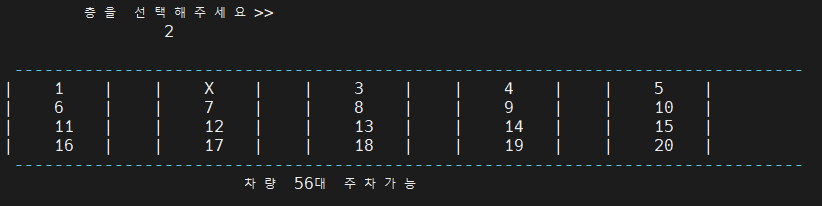 층을 선택해주세요>>
2
--------------------------------------------------------------------------------
|    1    |    |    X    |    |    3    |    |    4    |    |    5    |
|    6    |    |    7    |    |    8    |    |    9    |    |    10    |
|    11    |    |    12    |    |    13    |    |    14    |    |    15    |
|    16    |    |    17    |    |    18    |    |    19    |    |    20    |
--------------------------------------------------------------------------------
차량 56대 주차가능